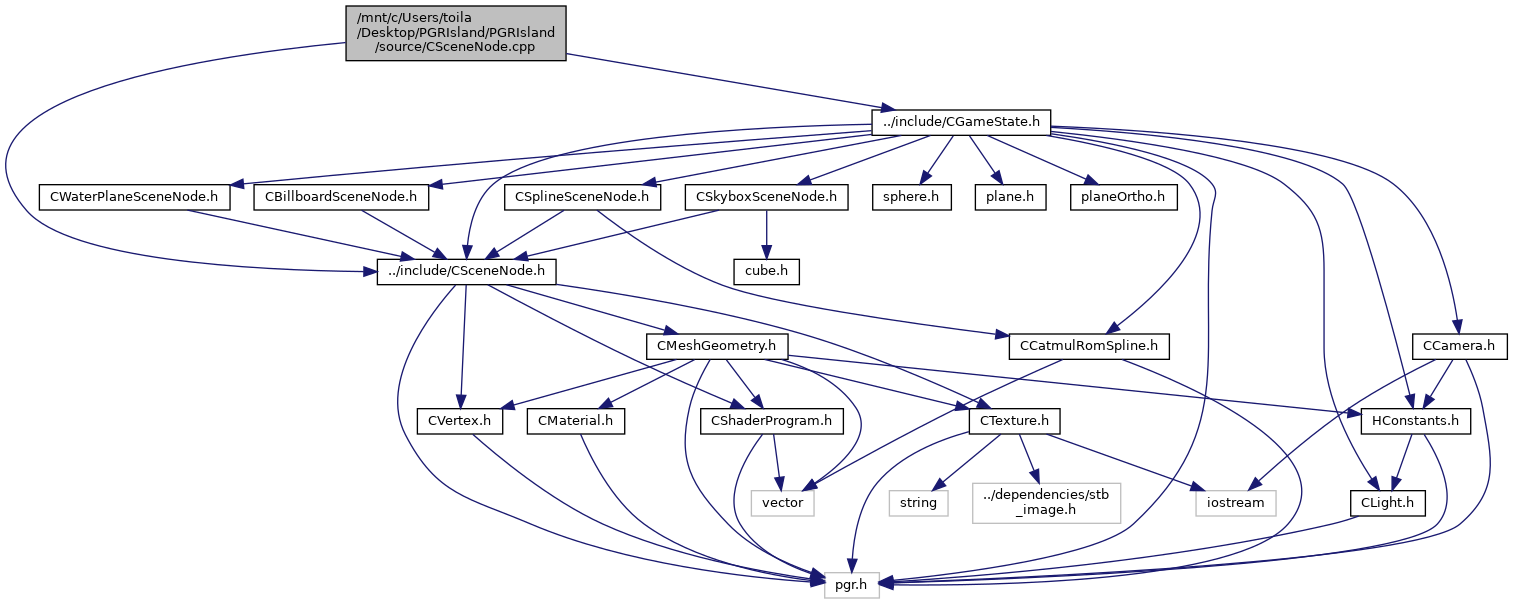 /mnt/c/Users/toila
/Desktop/PGRIsland/PGRIsland
/source/CSceneNode.cpp
../include/CGameState.h
CWaterPlaneSceneNode.h
CBillboardSceneNode.h
CSplineSceneNode.h
CSkyboxSceneNode.h
sphere.h
plane.h
planeOrtho.h
../include/CSceneNode.h
cube.h
CMeshGeometry.h
CCatmulRomSpline.h
CCamera.h
CVertex.h
CMaterial.h
CShaderProgram.h
CTexture.h
HConstants.h
vector
string
../dependencies/stb
_image.h
iostream
CLight.h
pgr.h